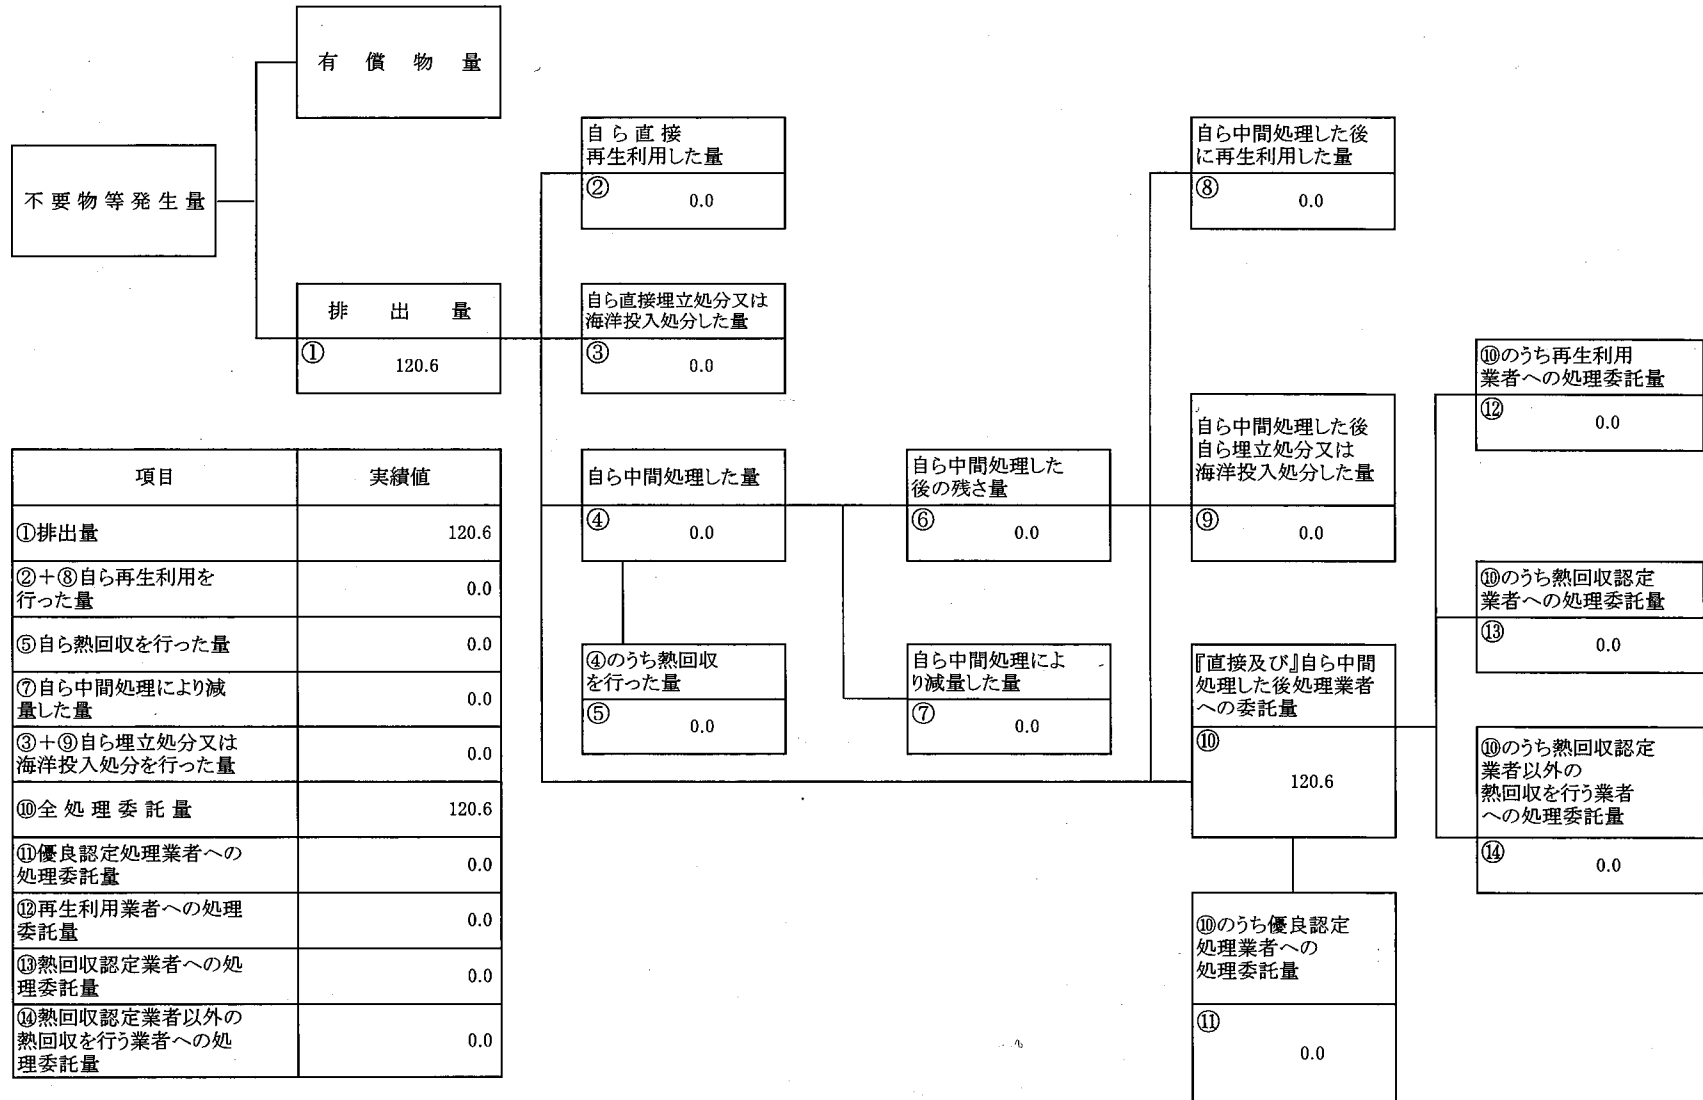 有償物量
不要物等発生量
排出量
① 120.6
自ら直接
再生利用した量
② 0.0
自ら直接埋立処分又は
海洋投入処分した量
③ 0.0
自ら中間処理した量
④ 0.0
④のうち熱回収
を行った量
⑤ 0.0
自ら中間処理した
後の残さ量
⑥ 0.0
自ら中間処理によ
り減量した量
⑦ 0.0
自ら中間処理した後
に再生利用した量
⑧ 0.0
自ら中間処理した後
自ら埋立処分又は
海洋投入処分した量
⑨ 0.0
『直接及び』自ら中間
処理した後処理業者
への委託量
⑩
120.6
⑩のうち優良認定
処理業者への
処理委託量
⑪
0.0
⑩のうち再生利用
業者への処理委託量
⑫ 0.0
⑩のうち熱回収認定
業者への処理委託量
⑬ 0.0
⑩のうち熱回収認定
業者以外の
熱回収を行う業者
への処理委託量
⑭ 0.0
項目 実績値
①排出量 120.6
②+⑧自ら再生利用を
行った量 0.0
⑤自ら熱回収を行った量 0.0
⑦自ら中間処理により減
量した量 0.0
③+⑨自ら埋立処分又は
海洋投入処分を行った量 0.0
⑩全処理委託量 120.6
⑪優良認定処理業者への
処理委託量 0.0
⑫再生利用業者への処理
委託量 0.0
⑬熱回収認定業者への処
理委託量 0.0
⑭熱回収認定業者以外の
熱回収を行う業者への処
理委託量 0.0